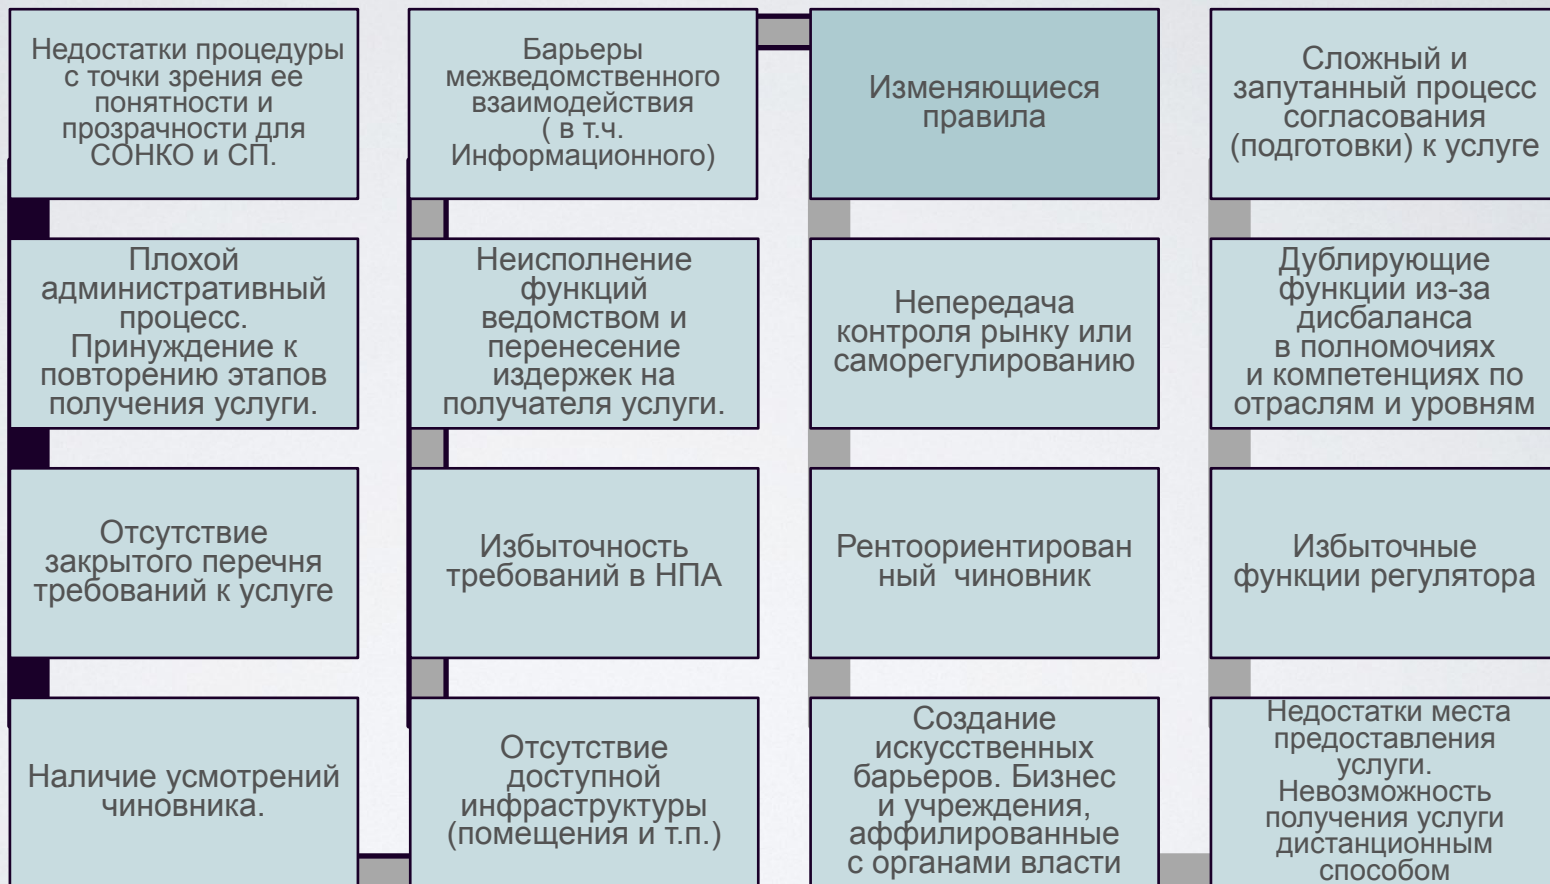 Недостатки процедуры
с точки зрения ее
понятности и
прозрачности для
СОНКО и СП.
Барьеры
межведомственного
взаимодействия
( в т.ч.
Информационного)
Изменяющиеся
правила
Сложный и
запутанный процесс
согласования
(подготовки) к услуге
Плохой
административный
процесс.
Принуждение к
повторению этапов
получения услуги.
Неисполнение
функций
ведомством и
перенесение
издержек на
получателя услуги.
Непередача
контроля рынку или
саморегулированию
Дублирующие
функции из-за
дисбаланса
в полномочиях
и компетенциях по
отраслям и уровням
Отсутствие
закрытого перечня
требований к услуге
Избыточность
требований в НПА
Рентоориентирован
ный чиновник
Избыточные
функции регулятора
Наличие усмотрений
чиновника.
Отсутствие
доступной
инфраструктуры
(помещения и т.п.)
Создание
искусственных
барьеров. Бизнес
и учреждения,
аффилированные
с органами власти
Недостатки места
предоставления
услуги.
Невозможность
получения услуги
дистанционным
способом